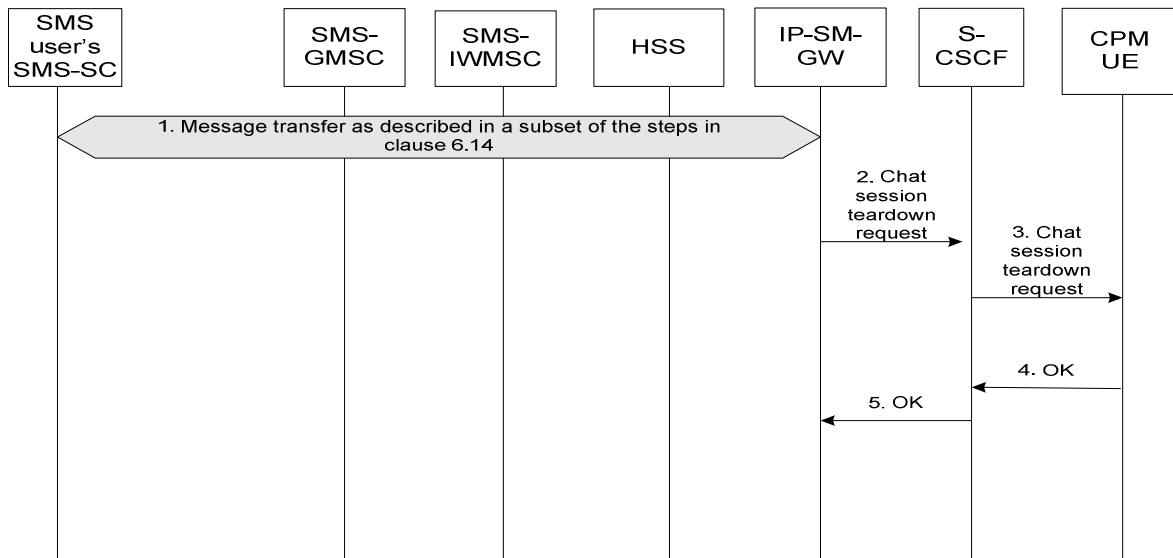 SMS
user's
SMS-SC
SMS-
GMSC
SMS-
IWMSC
HSS
IP-SM-
GW
S-
CSCF
CPM
UE
1. Message transfer as described in a subset of the steps in
clause 6.14
2. Chat
session
teardown
request
3. Chat
session
teardown
request
4. OK
5. OK